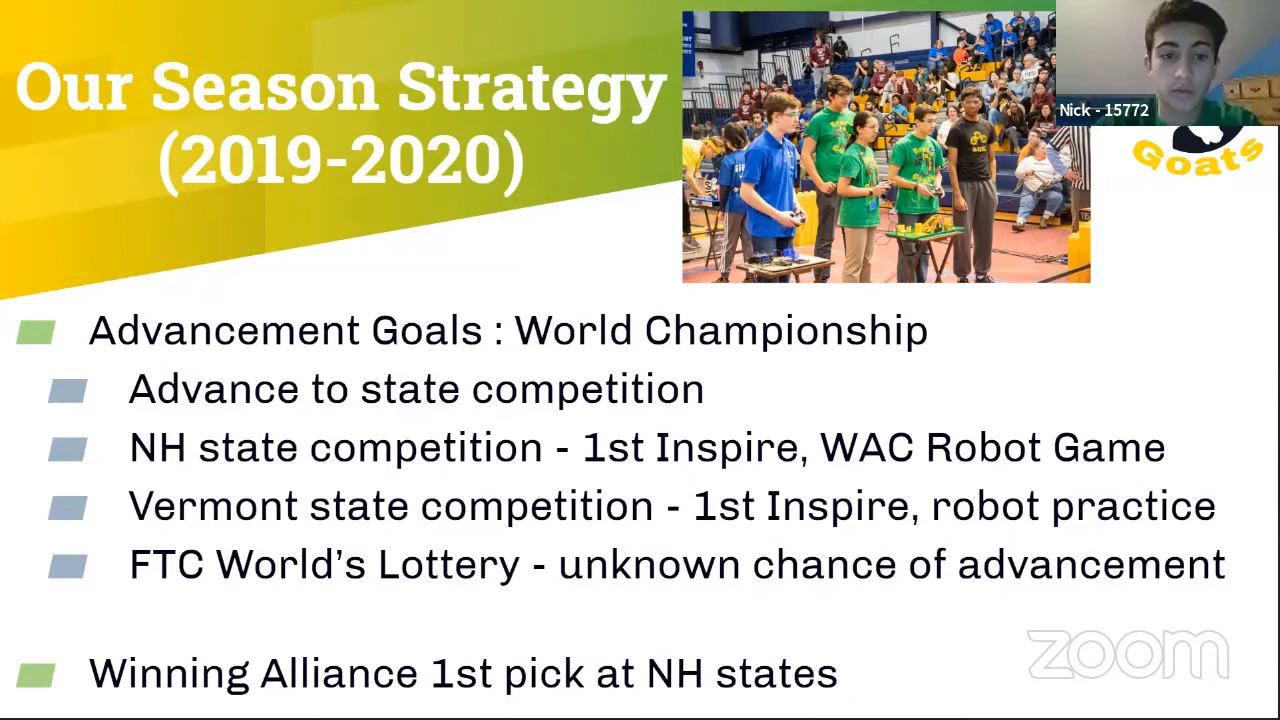 Our Season Strategy
(2019-2020)
Nick - 15772
Goats
Advancement Goals : World Championship
Advance to state competition
NH state competition - 1st Inspire, WAC Robot Game
Vermont state competition - 1st Inspire, robot practice
FTC World’s Lottery - unknown chance of advancement
Winning Alliance 1st pick at NH states
zoom